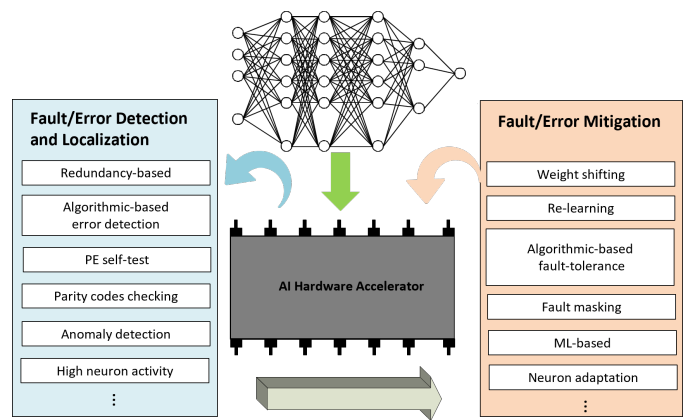 Fault/Error Detection
and Localization
Redundancy-based
Algorithmic-based
error detection
PE self-test
Parity codes checking
Anomaly detection
High neuron activity
⋮
AI Hardware Accelerator
Fault/Error Mitigation
Weight shifting
Re-learning
Algorithmic-based
fault-tolerance
Fault masking
ML-based
Neuron adaptation
⋮